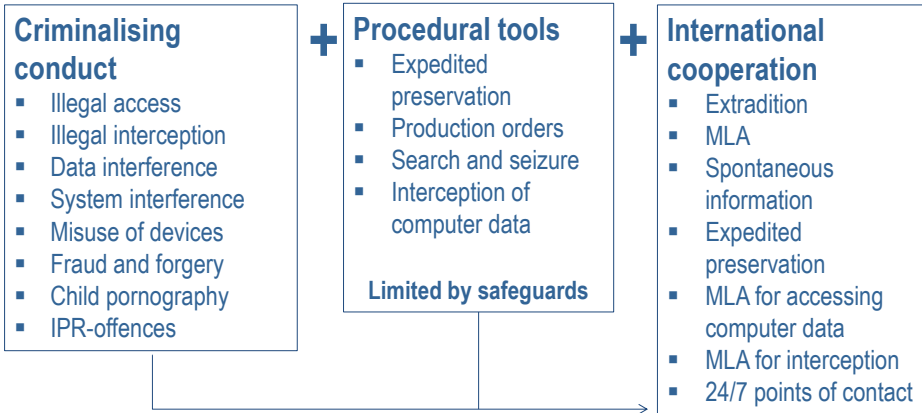 Criminalising
conduct
▪ Illegal access
▪ Illegal interception
▪ Data interference
▪ System interference
▪ Misuse of devices
▪ Fraud and forgery
▪ Child pornography
▪ IPR-offences
+
Procedural tools
▪ Expedited
preservation
▪ Production orders
▪ Search and seizure
▪ Interception of
computer data
Limited by safeguards
+
International
cooperation
▪ Extradition
▪ MLA
▪ Spontaneous
information
▪ Expedited
preservation
▪ MLA for accessing
computer data
▪ MLA for interception
▪ 24/7 points of contact